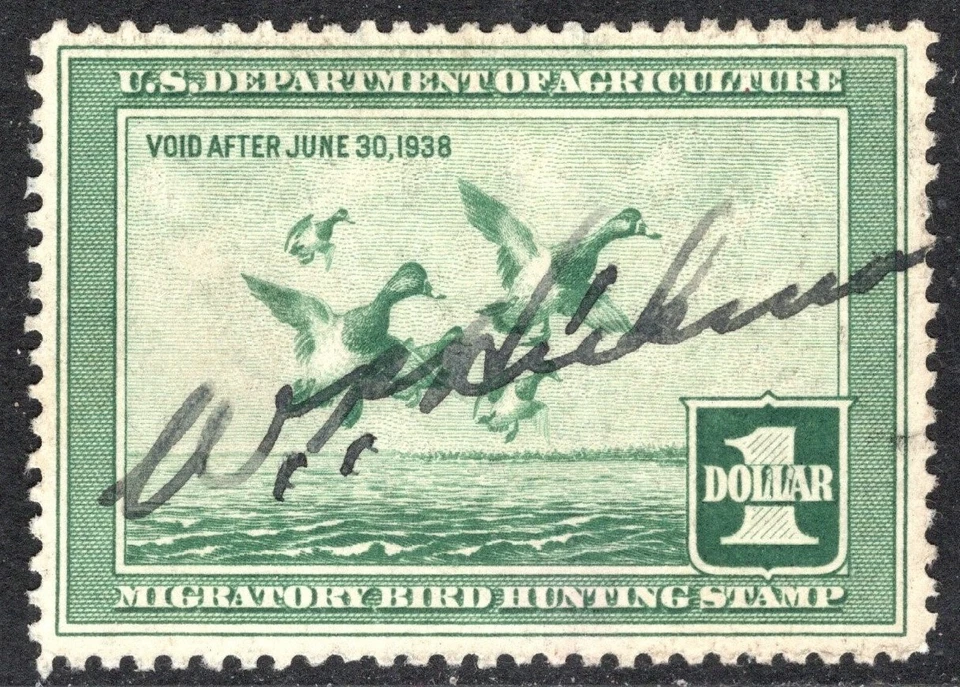 U.S. DEPARTMENT OF AGRICULTURE
VOID AFTER JUNE 30, 1938
1
DOLLAR
MIGRATORY BIRD HUNTING STAMP